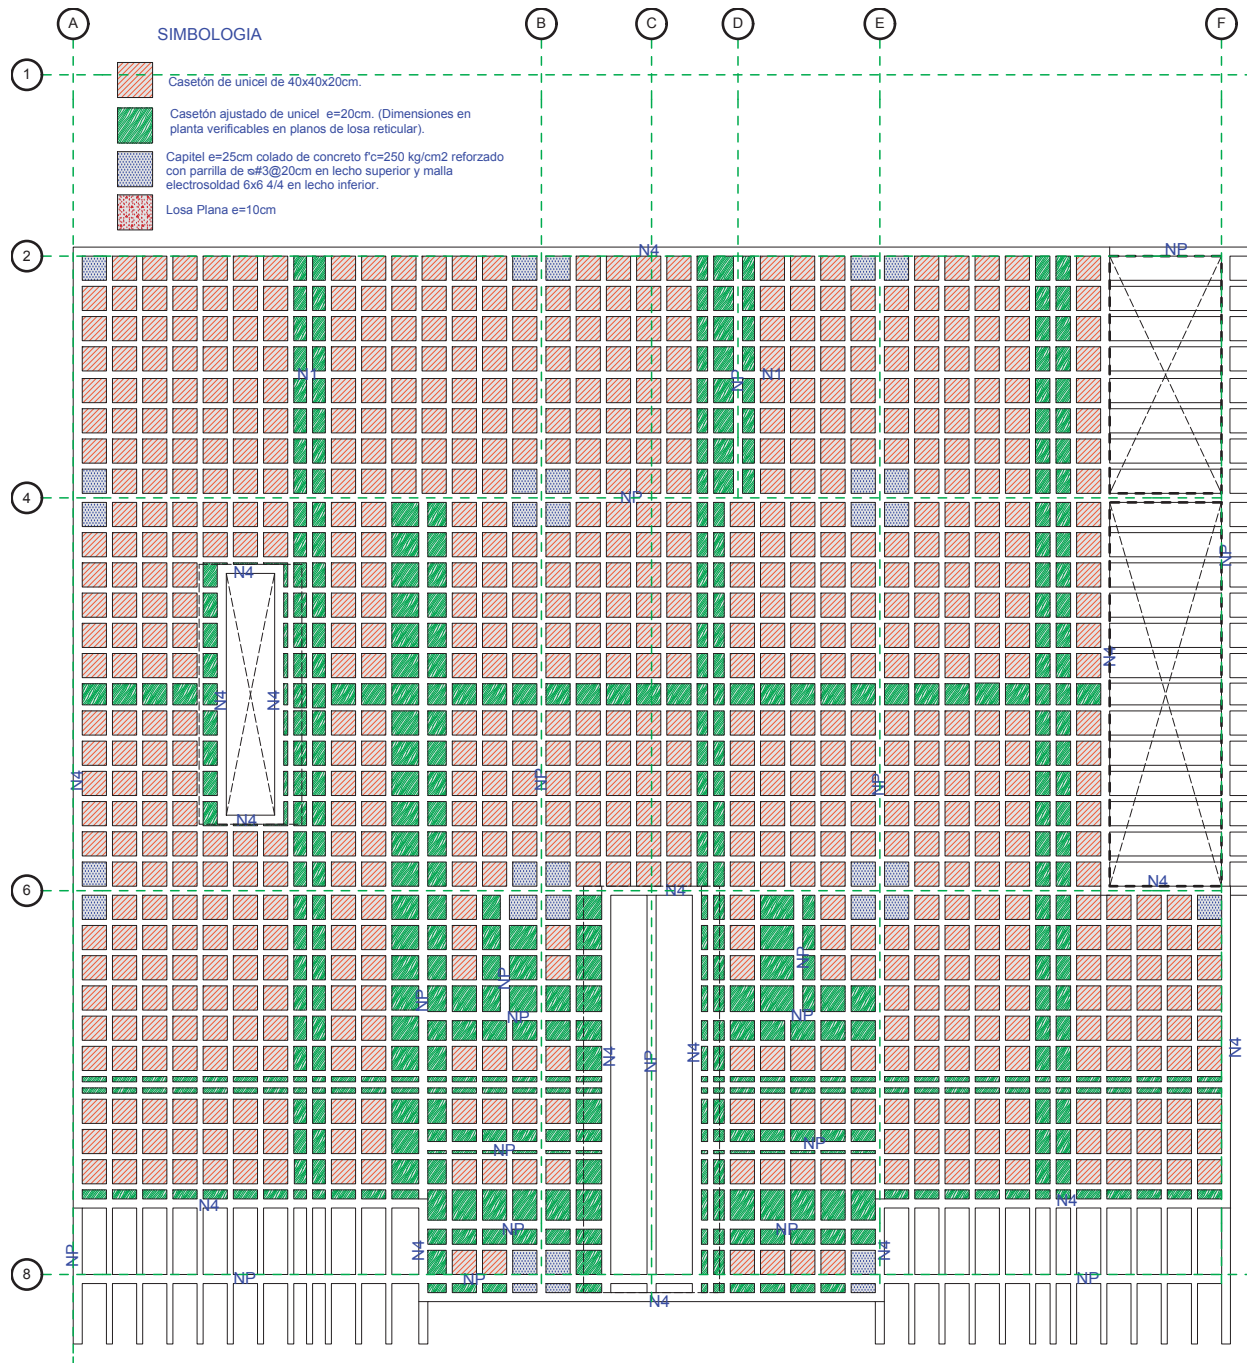 A B C D E F
SIMBOLOGIA
1
Casetón de unicel de 40x40x20cm.
Casetón ajustado de unicel e=20cm. (Dimensiones en
planta verificables en planos de losa reticular).
Capitel e=25cm colado de concreto f'c=250 kg/cm2 reforzado
con parrilla de #3@20cm en lecho superior y malla
electrosoldad 6x6 4/4 en lecho inferior.
Losa Plana e=10cm
2
N4 NP
N1 NP N1
4
NP
NP
N4
N4
N4 N4
N4 NP NP
N4
6
N4 N4
NP NP
NP
NP NP
N4 NP N4 N4
NP NP
N4 N4
NP NP
NP N4 N4
8
NP NP NP
N4